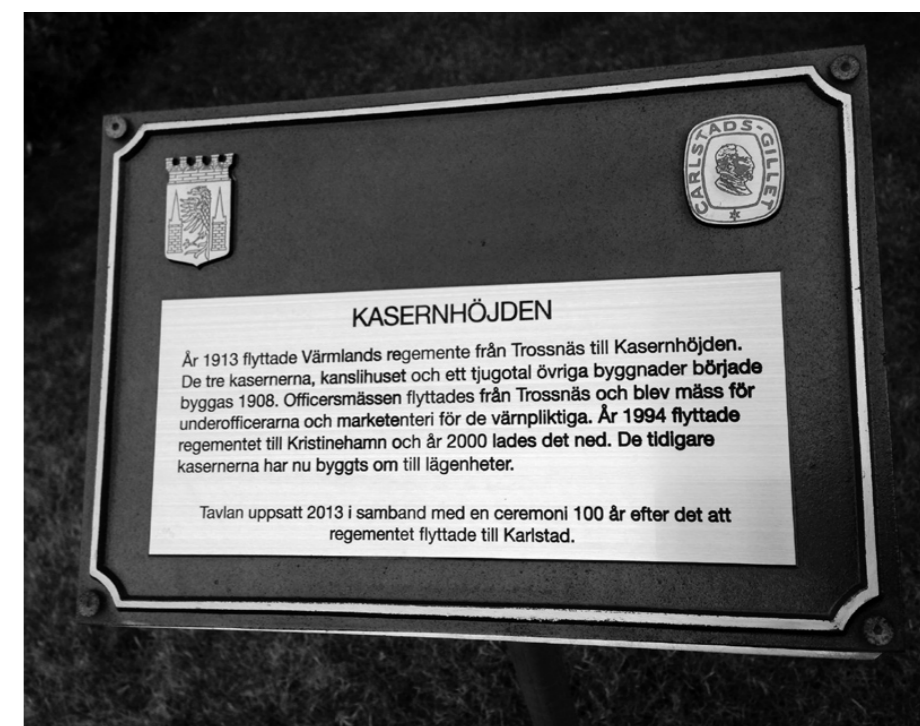 CARLSTADS-GILLET
KASERNHÖJDEN
År 1913 flyttade Värmlands regemente från Trossnäs till Kasernhöjden.
De tre kasernerna, kanslihuset och ett tjugotal övriga byggnader började
byggas 1908. Officersmässen flyttades från Trossnäs och blev mäss för
underofficerarna och marketenteri för de värnpliktiga. År 1994 flyttade
regementet till Kristinehamn och år 2000 lades det ned. De tidigare
kasernerna har nu byggts om till lägenheter.
Tavlan uppsatt 2013 i samband med en ceremoni 100 år efter det att
regementet flyttade till Karlstad.